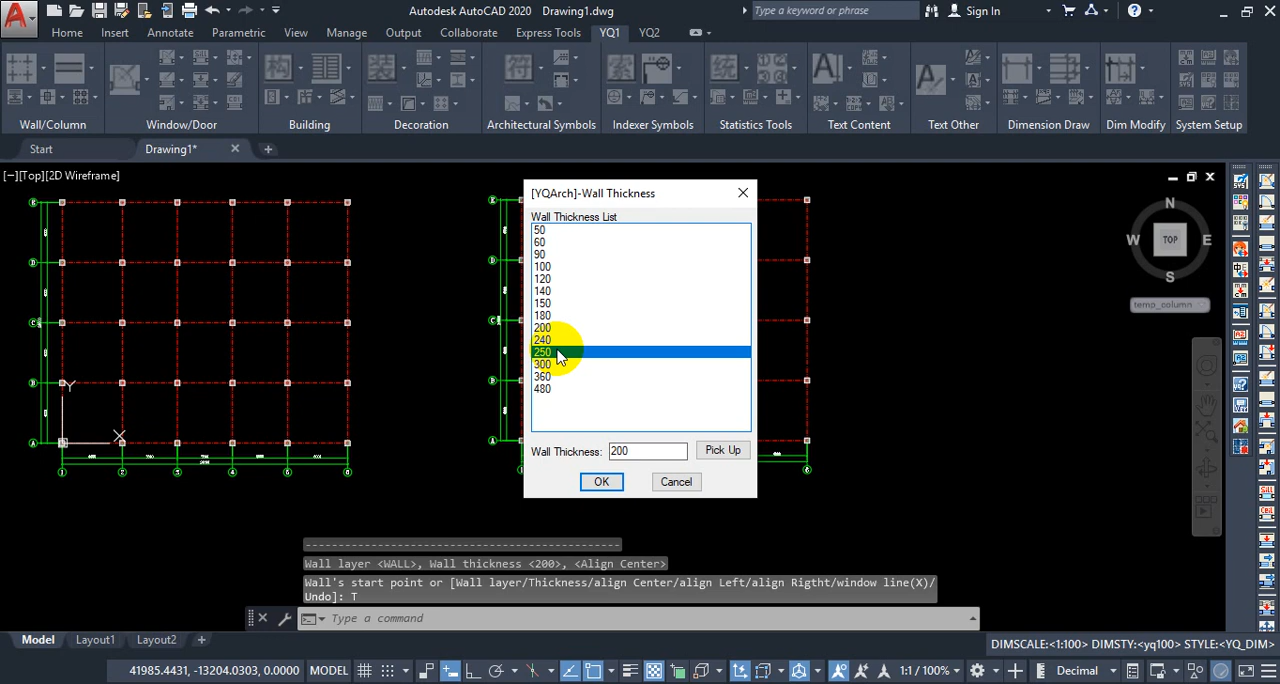 Autodesk AutoCAD 2020 Drawing1.dwg
Type a keyword or phrase
Sign In
Home Insert Annotate Parametric View Manage Output Collaborate Express Tools YQ1 YQ2
Wall/Column Window/Door Building Decoration Architectural Symbols Indexer Symbols Statistics Tools Text Content Text Other Dimension Draw Dim Modify System Setup
Start Drawing1*
[−][Top][2D Wireframe]
[YQArch]-Wall Thickness
Wall Thickness List
50
60
90
100
120
140
150
180
200
240
250
300
360
480
Wall Thickness: 200 Pick Up
OK Cancel
N
W TOP E
S
temp_column
Y
X
Wall layer <WALL>, Wall thickness <200>, <Align Center>
Wall's start point or [Wall layer/Thickness/align Center/align Left/align Rigtht/window line(X)/
Undo]: T
Type a command
Model Layout1 Layout2 +
DIMSCALE:<1:100> DIMSTY:<yq100> STYLE:<YQ_DIM>
41985.4431, -13204.0303, 0.0000 MODEL 1:1 / 100% Decimal